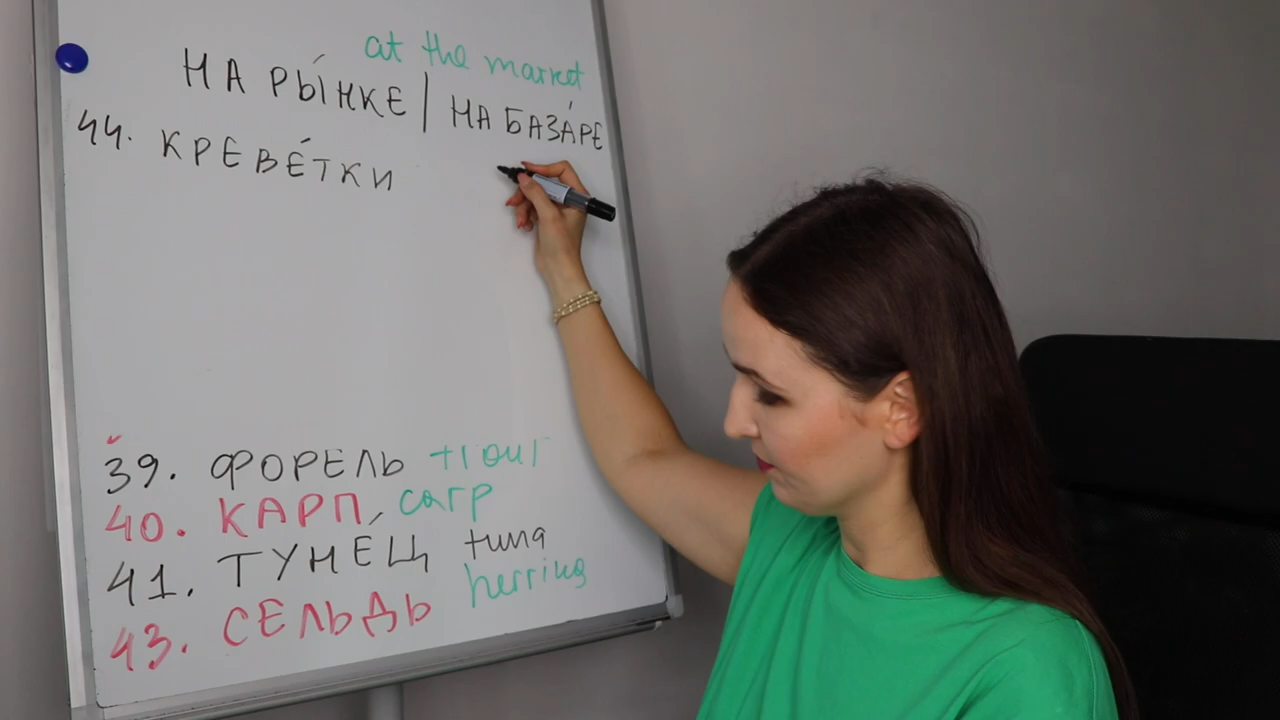 at the market
НА РЫ́НКЕ | НА БАЗА́РЕ
44. КРЕВЕ́ТКИ
39. ФОРЕЛЬ trout
40. КАРП, carp
41. ТУНЕ́Ц tuna
43. СЕЛЬДЬ herring